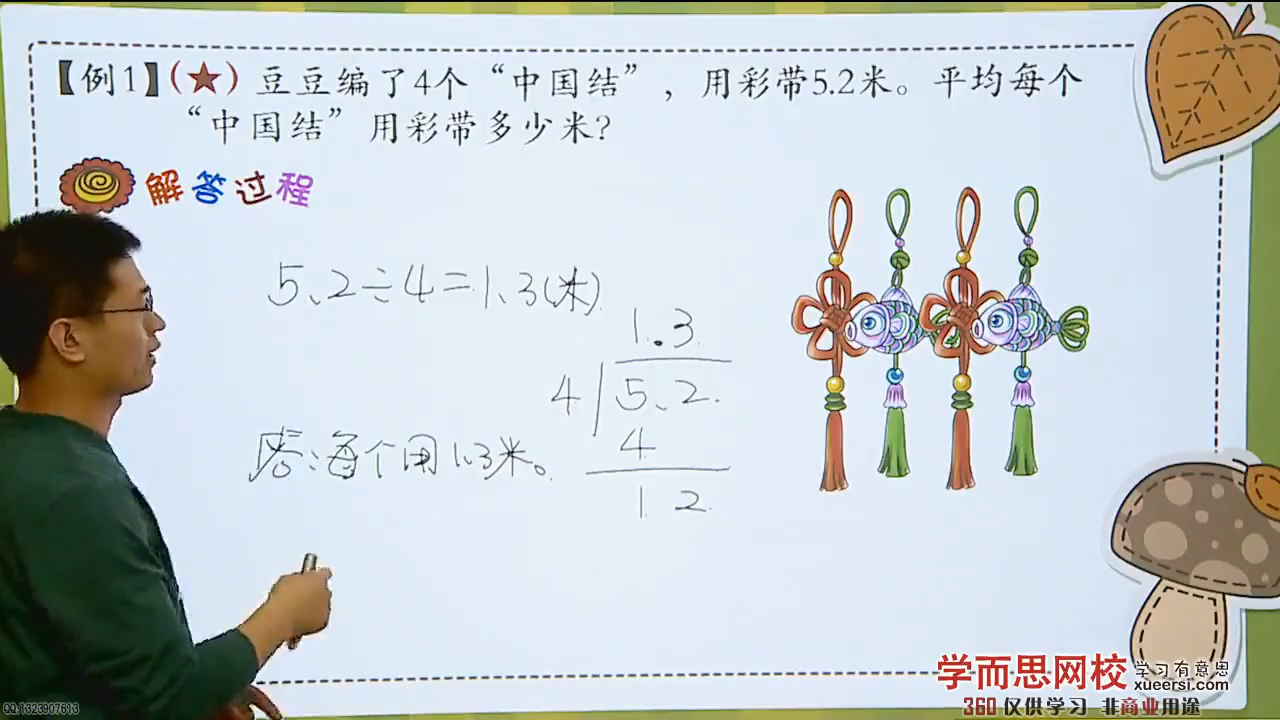 【例1】(★) 豆豆编了4个“中国结”，用彩带5.2米。平均每个
“中国结”用彩带多少米？
解答过程
5.2÷4=1.3(米)
1.3
4 5.2
4
1 2
答:每个用1.3米。
学而思网校 学习有意思
xueersi.com
360 仅供学习 非商业用途
QQ:1323907613